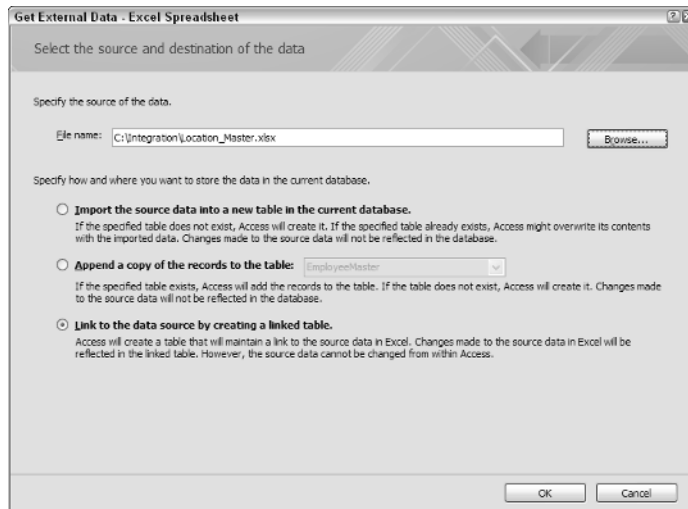 Get External Data - Excel Spreadsheet
Select the source and destination of the data
Specify the source of the data.
File name: C:\Integration\Location_Master.xlsx Browse...
Specify how and where you want to store the data in the current database.
Import the source data into a new table in the current database.
If the specified table does not exist, Access will create it. If the specified table already exists, Access might overwrite its contents
with the imported data. Changes made to the source data will not be reflected in the database.
Append a copy of the records to the table: EmployeeMaster
If the specified table exists, Access will add the records to the table. If the table does not exist, Access will create it. Changes made
to the source data will not be reflected in the database.
Link to the data source by creating a linked table.
Access will create a table that will maintain a link to the source data in Excel. Changes made to the source data in Excel will be
reflected in the linked table. However, the source data cannot be changed from within Access.
OK Cancel